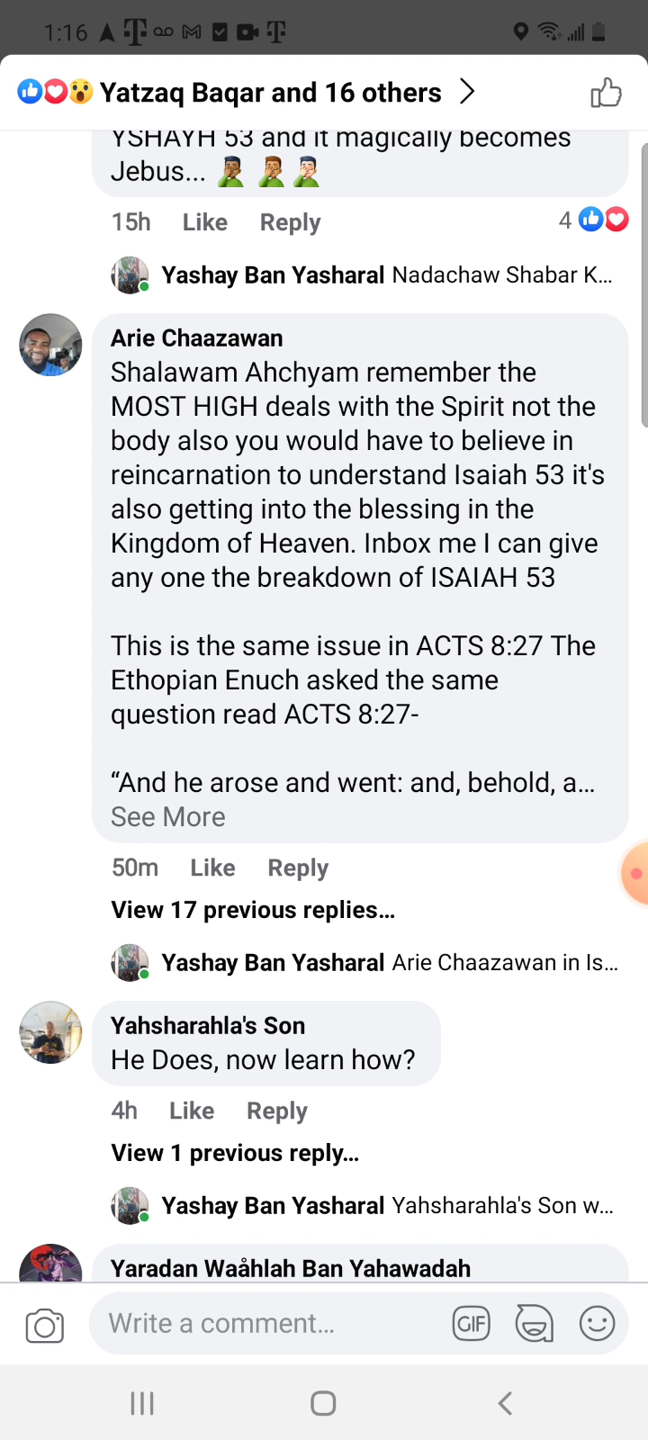 1:16
Yatzaq Baqar and 16 others
YSHAYH 53 and it magically becomes
Jebus...
15h Like Reply 4
Yashay Ban Yasharal Nadachaw Shabar K...
Arie Chaazawan
Shalawam Ahchyam remember the
MOST HIGH deals with the Spirit not the
body also you would have to believe in
reincarnation to understand Isaiah 53 it's
also getting into the blessing in the
Kingdom of Heaven. Inbox me I can give
any one the breakdown of ISAIAH 53
This is the same issue in ACTS 8:27 The
Ethopian Enuch asked the same
question read ACTS 8:27-
“And he arose and went: and, behold, a...
See More
50m Like Reply
View 17 previous replies...
Yashay Ban Yasharal Arie Chaazawan in Is...
Yahsharahla's Son
He Does, now learn how?
4h Like Reply
View 1 previous reply...
Yashay Ban Yasharal Yahsharahla's Son w...
Yaradan Waåhlah Ban Yahawadah
Write a comment...
GIF